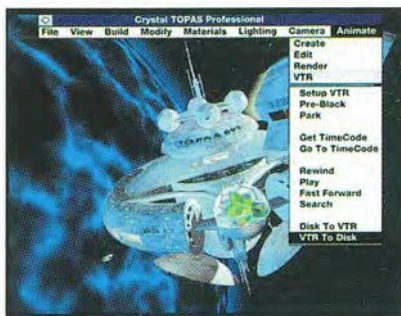 Crystal TOPAS Professional
File View Build Modify Materials Lighting Camera Animate
Create
Edit
Render
VTR
Setup VTR
Pre-Black
Park
Get TimeCode
Go To TimeCode
Rewind
Play
Fast Forward
Search
Disk To VTR
VTR To Disk
TOPAS